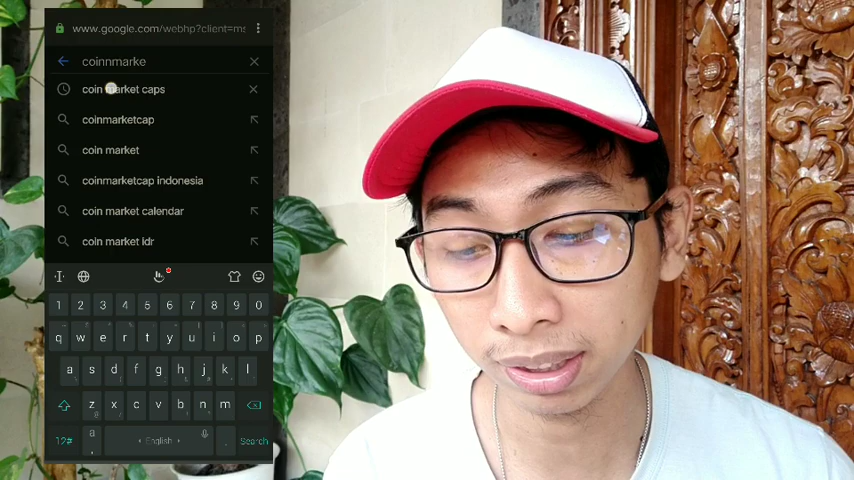 www.google.com/webhp?client=ms
coinnmarke
coin market caps
coinmarketcap
coin market
coinmarketcap indonesia
coin market calendar
coin market idr
1 2 3 4 5 6 7 8 9 0
q w e r t y u i o p
a s d f g h j k l
z x c v b n m
12# a , English . Search